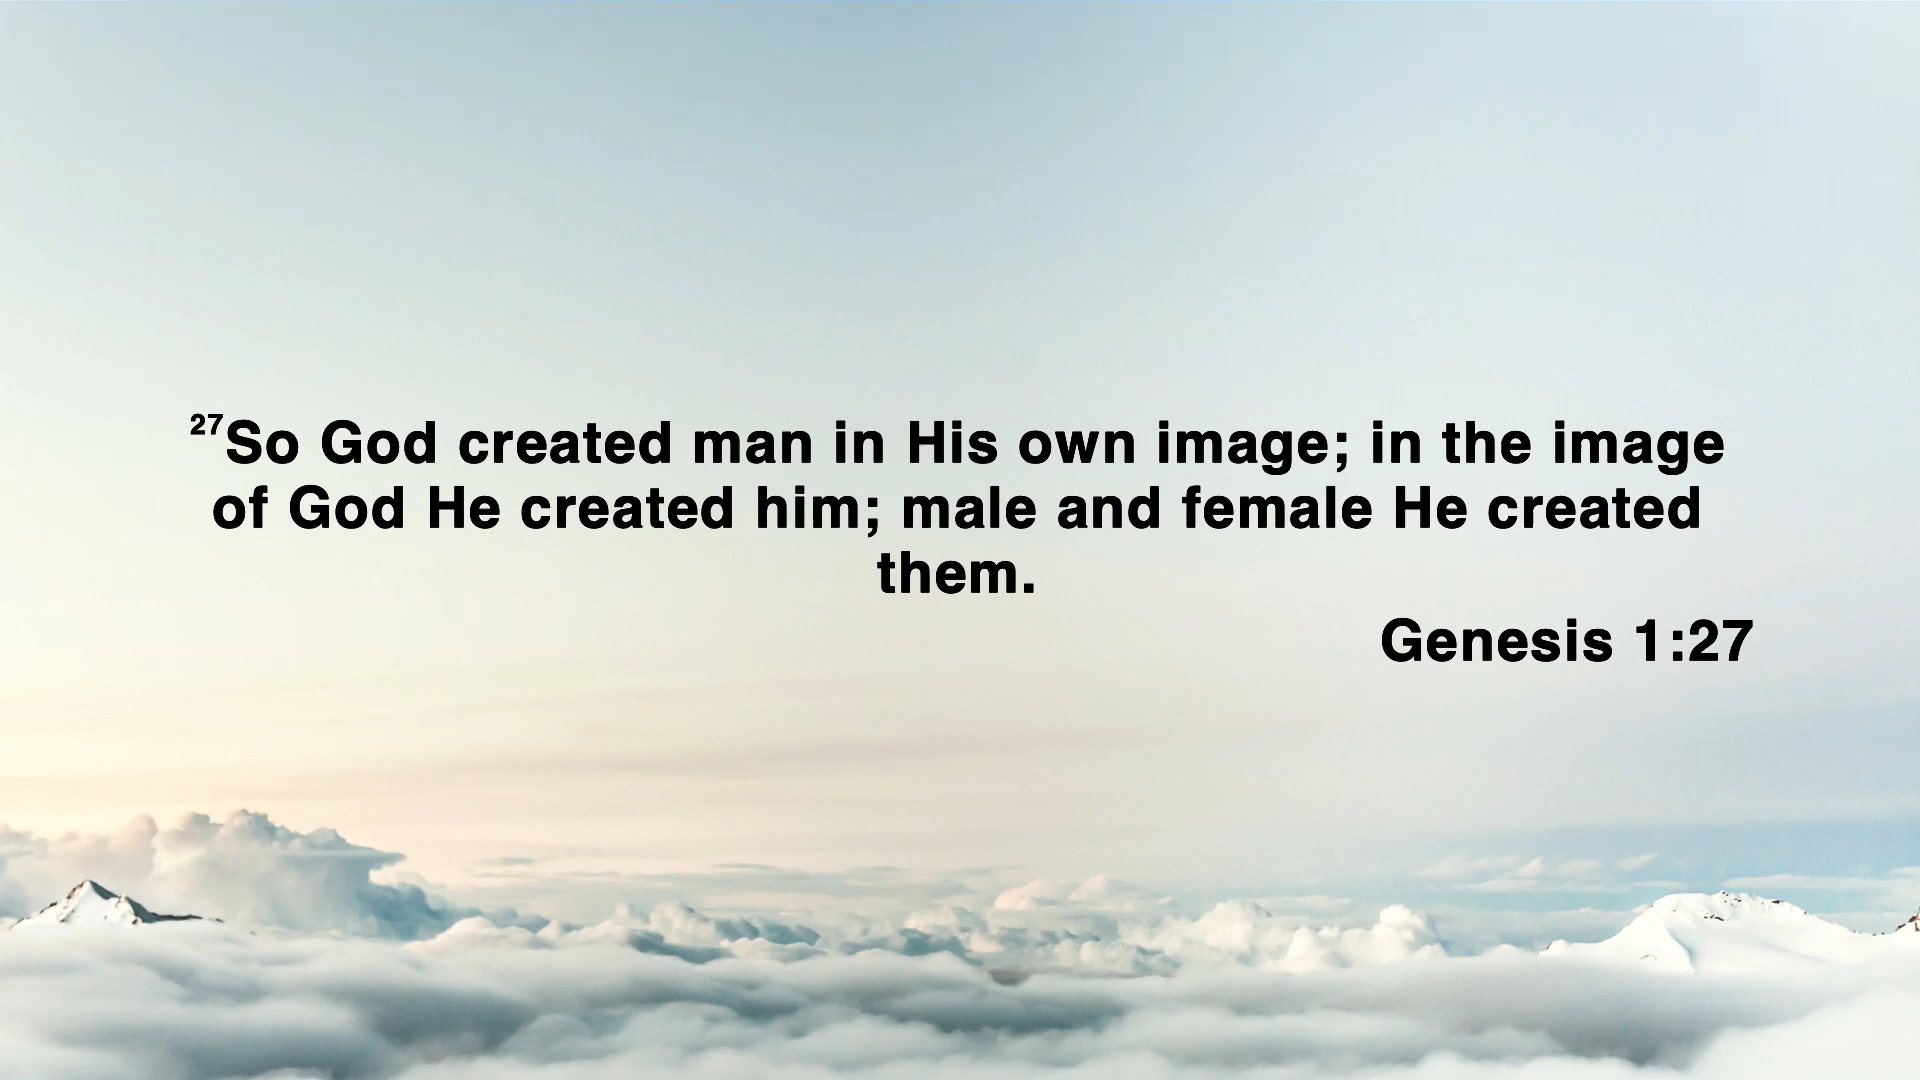 27So God created man in His own image; in the image
of God He created him; male and female He created
them.
Genesis 1:27